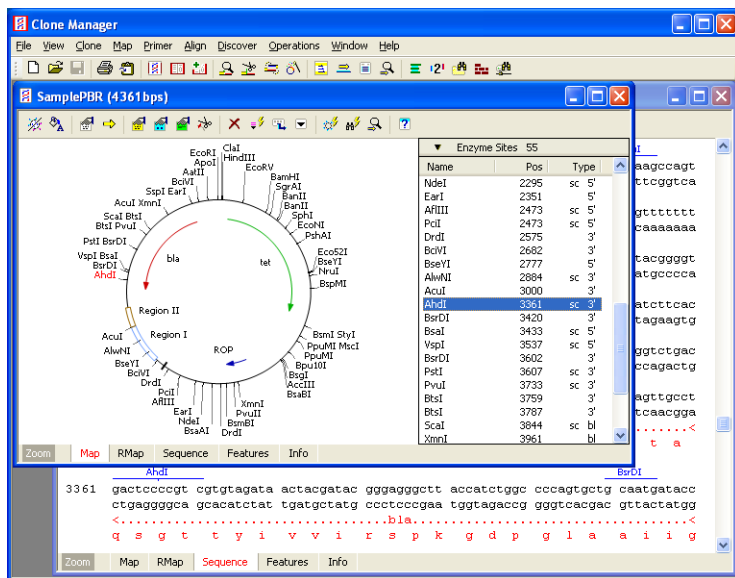 Clone Manager
File View Clone Map Primer Align Discover Operations Window Help
SamplePBR (4361bps)
EcoRI ClaI
ApoI HindIII
AatII EcoRV
BciVI BamHI
SspI EarI SgrAI
AcuI XmnI BanII
ScaI BtsI BanII
BtsI PvuI SphI
PstI BsrDI EcoNI
VspI BsaI PshAI
BsrDI Eco52I
AhdI BseYI
NruI
BspMI
bla
tet
Region II
Region I
ROP
AcuI
AlwNI
BseYI
BciVI
DrdI
PciI
AflIII
EarI
NdeI
BsaAI
DrdI
BsmBI
PvuII
XmnI
BsmI StyI
PpuMI MscI
PpuMI
Bpu10I
BsgI
AccIII
BsaBI
Enzyme Sites 55
Name Pos Type
NdeI 2295 sc 5'
EarI 2351 5'
AflIII 2473 sc 5'
PciI 2473 sc 5'
DrdI 2575 3'
BciVI 2682 3'
BseYI 2777 5'
AlwNI 2884 sc 3'
AcuI 3000 3'
AhdI 3361 sc 3'
BsrDI 3420 3'
BsaI 3433 sc 5'
VspI 3537 sc 5'
BsrDI 3602 3'
PstI 3607 sc 3'
PvuI 3733 sc 3'
BtsI 3759 3'
BtsI 3787 3'
ScaI 3844 sc bl
XmnI 3961 bl
Zoom Map RMap Sequence Features Info
aagccagt
ttcggtca
gttttttt
caaaaaaa
tacggggt
atgcccca
atcttcac
tagaagtg
ggtctgac
ccagactg
agttgcct
tcaacgga
t a
AhdI BsrDI
3361 gactccccgt cgtgtagata actacgatac gggagggctt accatctggc cccagtgctg caatgatacc
ctgaggggca gcacatctat tgatgctatg ccctcccgaa tggtagaccg gggtcacgac gttactatgg
<..................................bla......................................<
q s g t t y i v v i r s p k g d p g l a a i i g
Zoom Map RMap Sequence Features Info